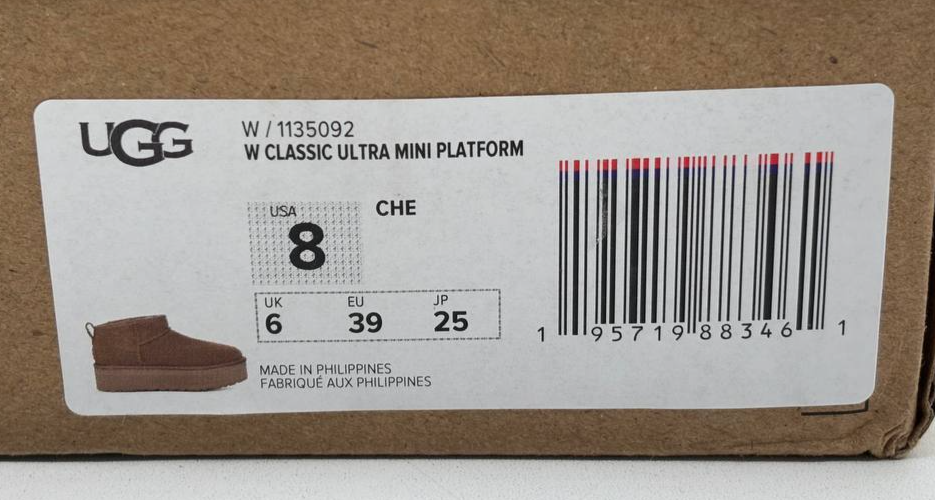 UGG
W / 1135092
W CLASSIC ULTRA MINI PLATFORM
USA
8
CHE
UK EU JP
6 39 25
MADE IN PHILIPPINES
FABRIQUÉ AUX PHILIPPINES
1 95719 88346 1